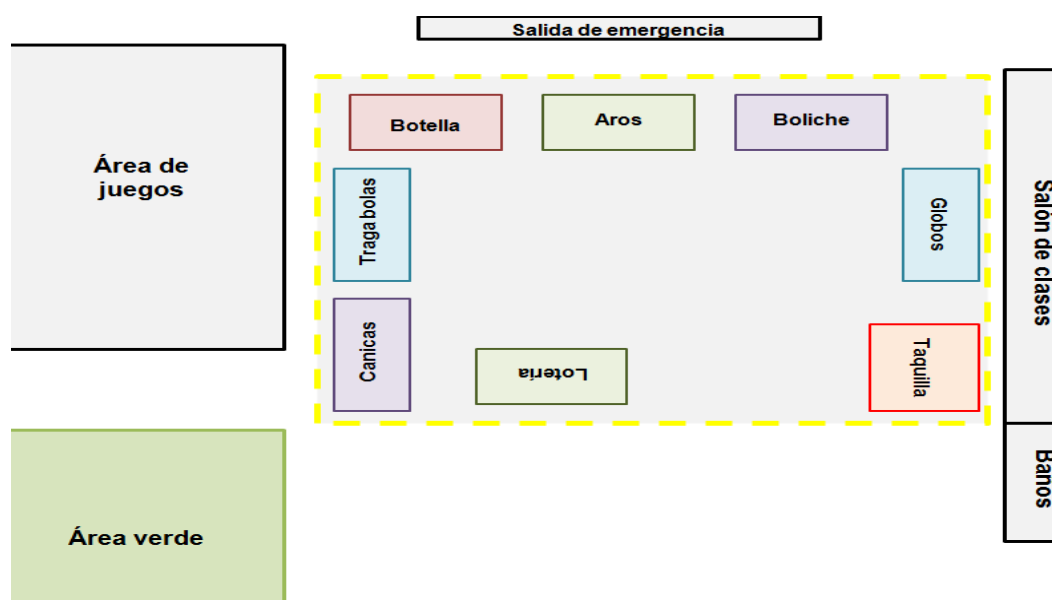 Salida de emergencia
Botella
Aros
Boliche
Área de
juegos
Traga bolas
Globos
Salón de clases
Canicas
Lotería
Taquilla
Banos
Área verde